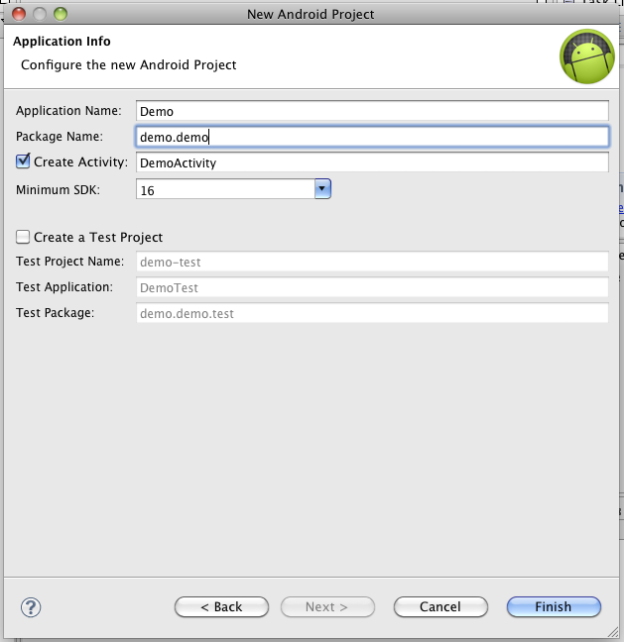 New Android Project
Application Info
Configure the new Android Project
Application Name: Demo
Package Name: demo.demo
Create Activity: DemoActivity
Minimum SDK: 16
Create a Test Project
Test Project Name: demo-test
Test Application: DemoTest
Test Package: demo.demo.test
? < Back Next > Cancel Finish